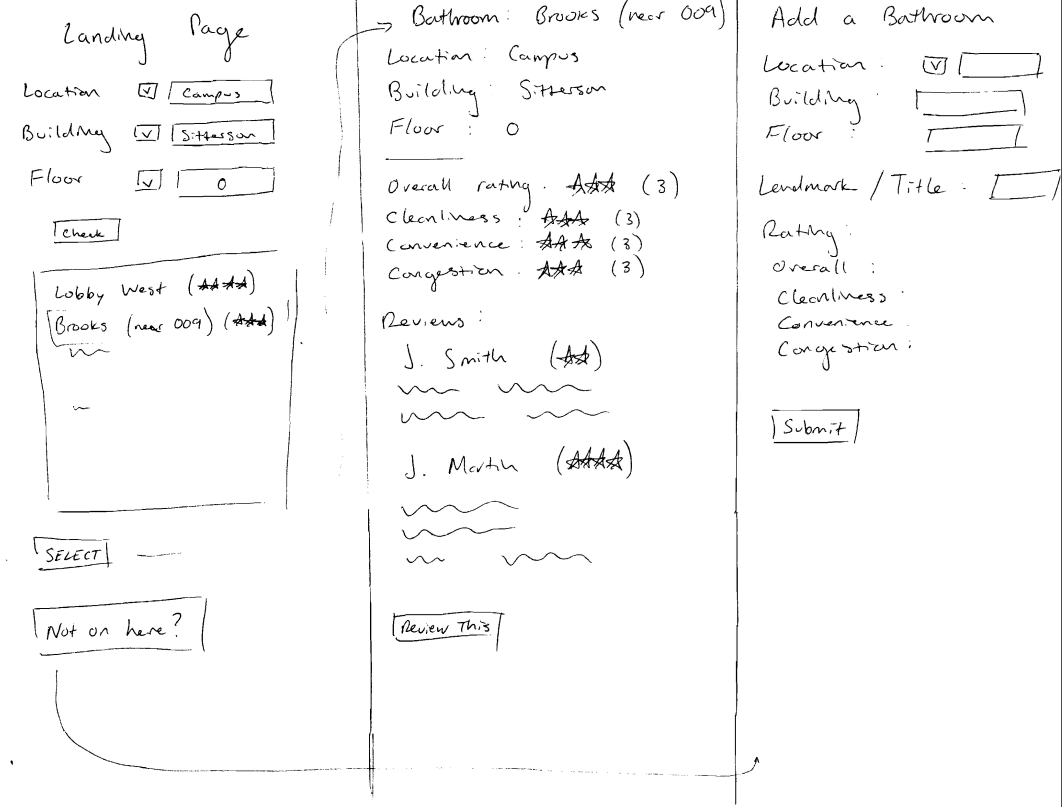 Landing Page
Location V Campus
Building V Sitterson
Floor V 0
Check
Lobby West (★★★★)
Brooks (near 009) (★★★)
SELECT
Not on here?
Bathroom: Brooks (near 009)
Location: Campus
Building: Sitterson
Floor: 0
Overall rating. ★★★ (3)
Cleanliness: ★★★ (3)
Convenience: ★★★ (3)
Congestion. ★★★ (3)
Reviews:
J. Smith (★★)
J. Martin (★★★★)
Review This
Add a Bathroom
Location. V
Building:
Floor:
Landmark / Title:
Rating:
Overall:
Cleanliness:
Convenience.
Congestion:
Submit